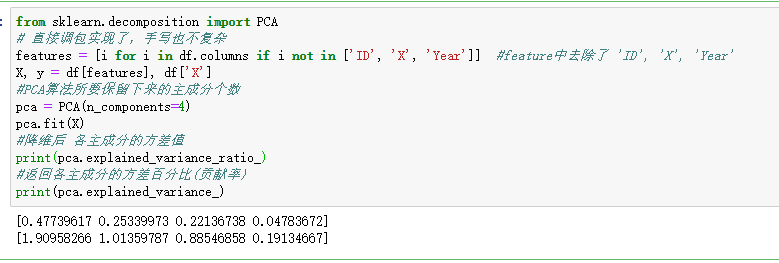 from sklearn.decomposition import PCA
# 直接调包实现了，手写也不复杂
features = [i for i in df.columns if i not in ['ID', 'X', 'Year']]  #feature中去除了 'ID', 'X', 'Year'
X, y = df[features], df['X']
#PCA算法所要保留下来的主成分个数
pca = PCA(n_components=4)
pca.fit(X)
#降维后 各主成分的方差值
print(pca.explained_variance_ratio_)
#返回各主成分的方差百分比(贡献率)
print(pca.explained_variance_)
[0.47739617 0.25339973 0.22136738 0.04783672]
[1.90958266 1.01359787 0.88546858 0.19134667]